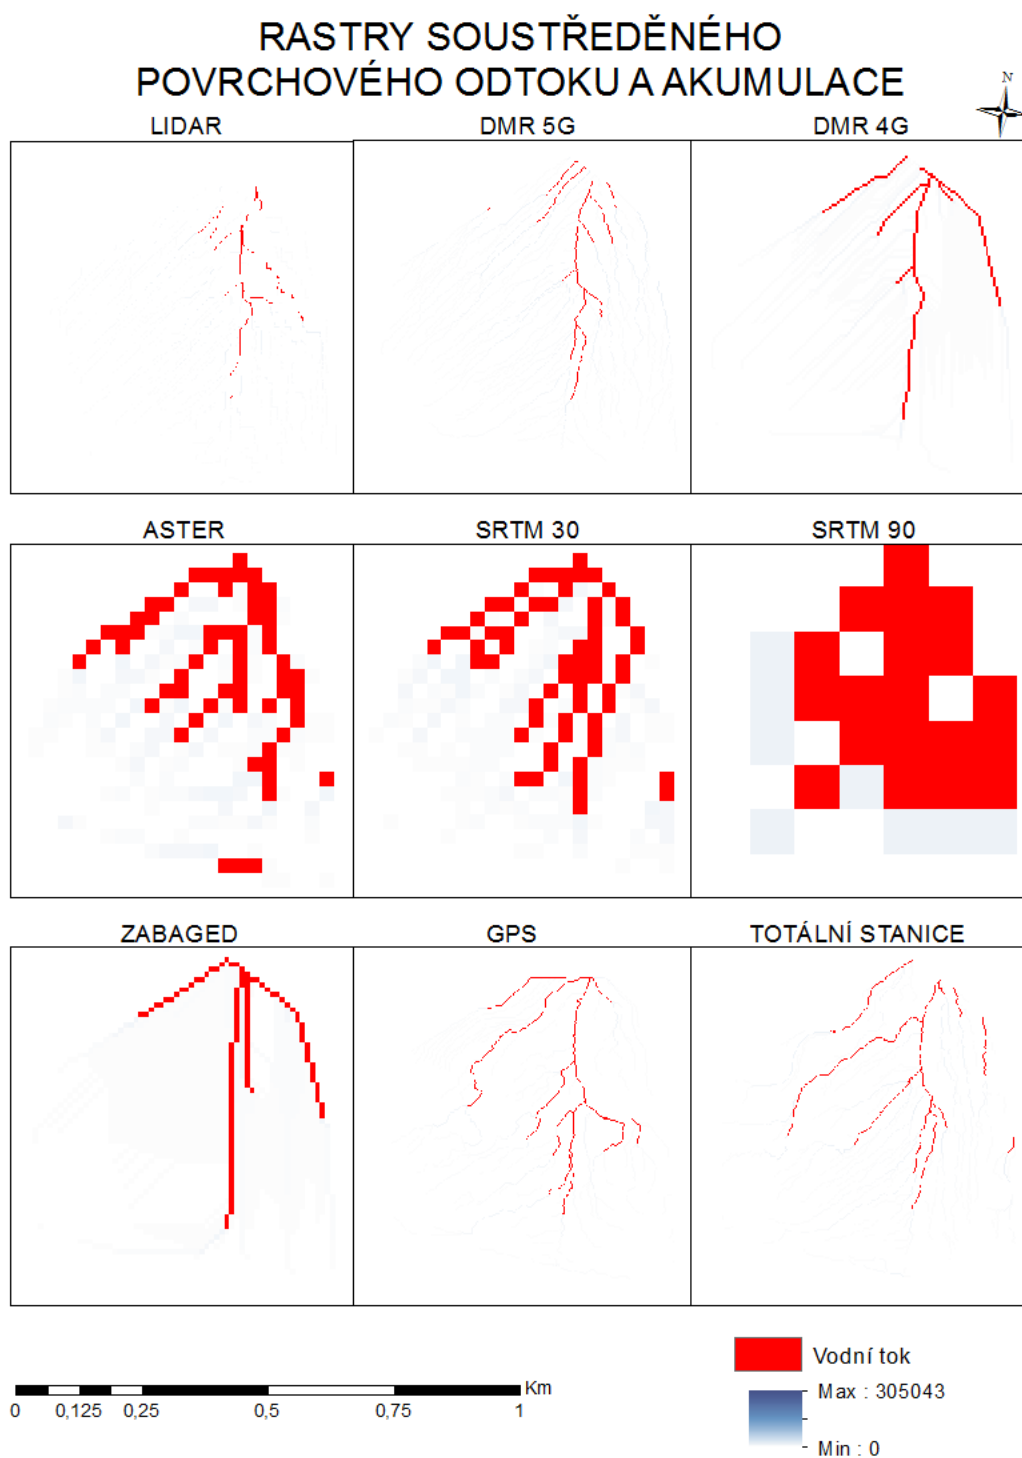 RASTRY SOUSTŘEDĚNÉHO
POVRCHOVÉHO ODTOKU A AKUMULACE
N
LIDAR
DMR 5G
DMR 4G
ASTER
SRTM 30
SRTM 90
ZABAGED
GPS
TOTÁLNÍ STANICE
Vodní tok
Max : 305043
Min : 0
Km
0 0,125 0,25 0,5 0,75 1